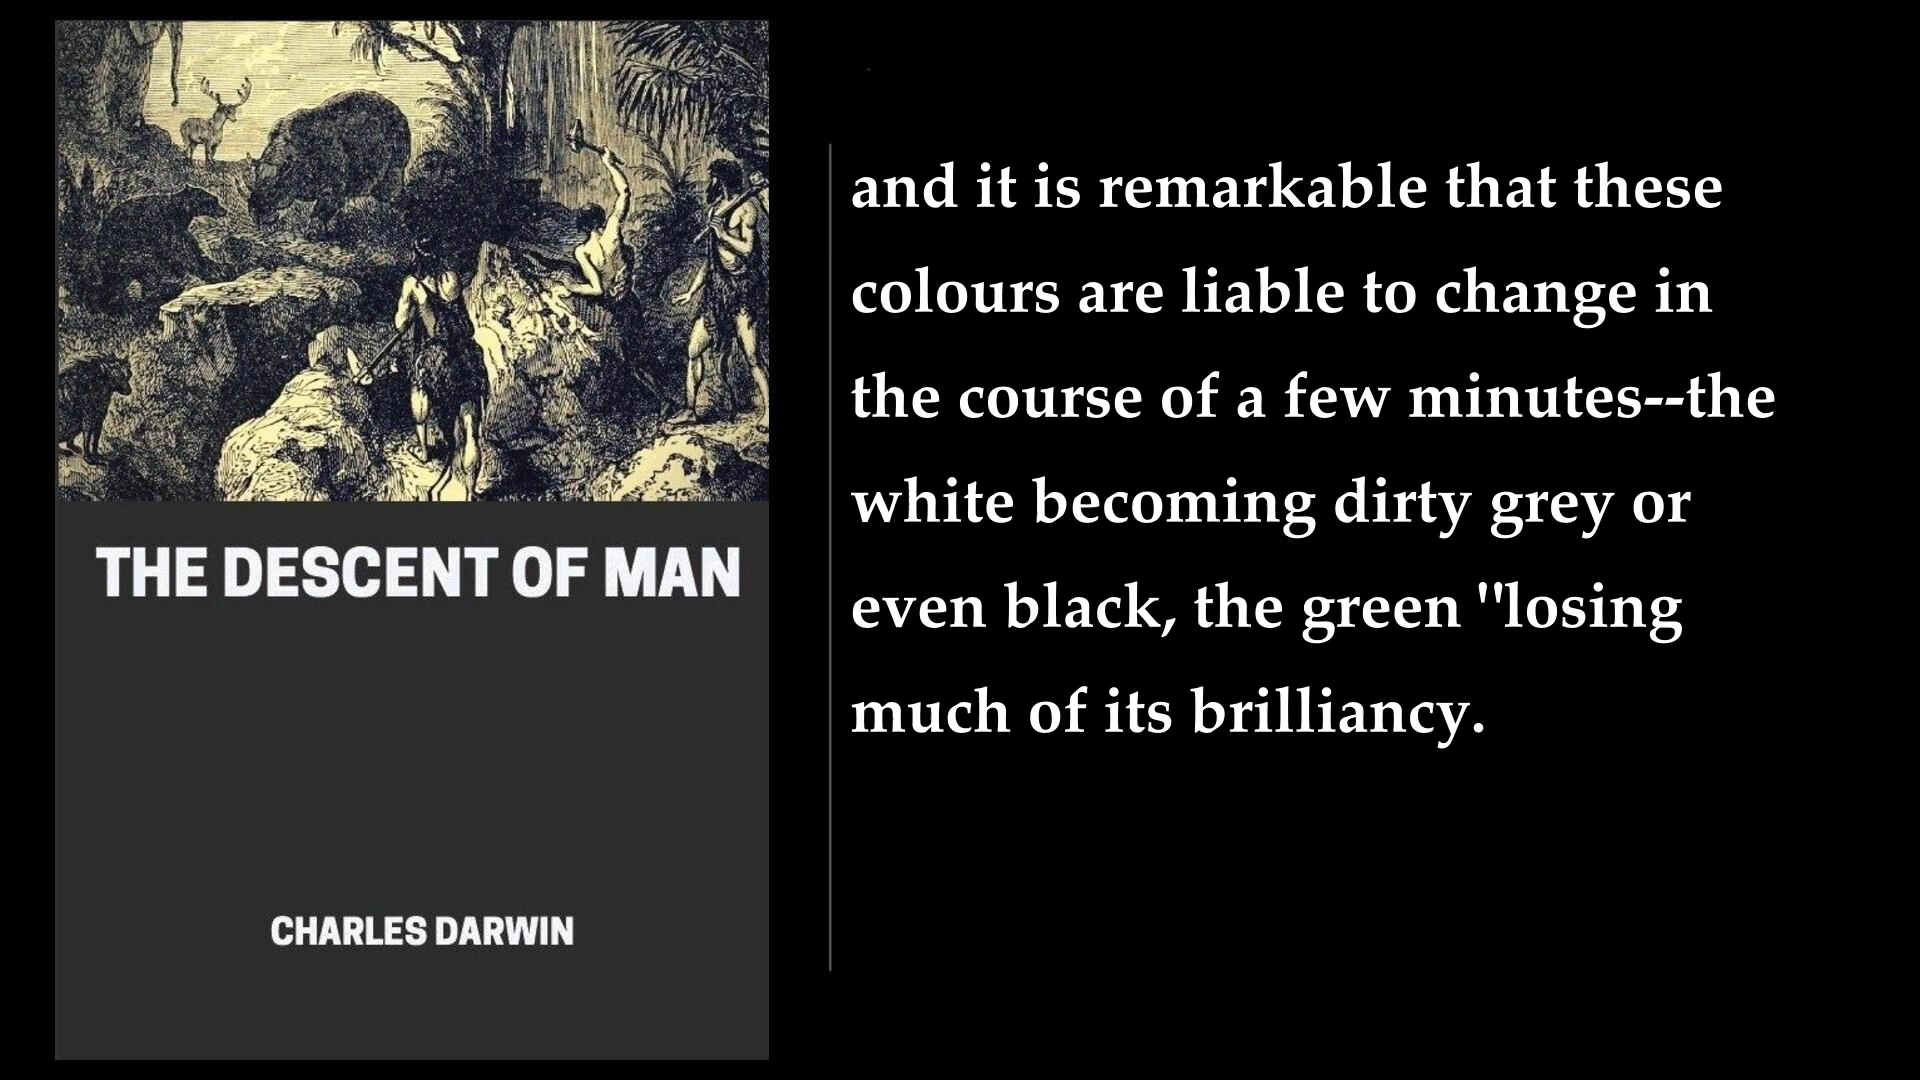 THE DESCENT OF MAN
CHARLES DARWIN
and it is remarkable that these
colours are liable to change in
the course of a few minutes--the
white becoming dirty grey or
even black, the green "losing
much of its brilliancy.